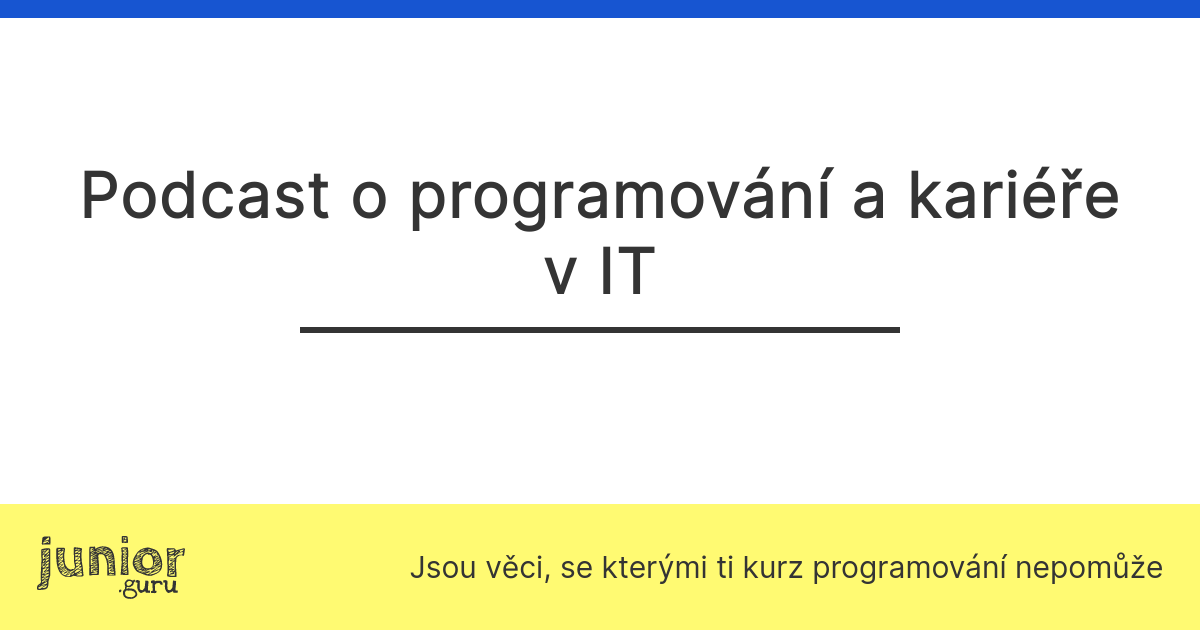 Podcast o programování a kariéře
v IT
junior
.guru
Jsou věci, se kterými ti kurz programování nepomůže